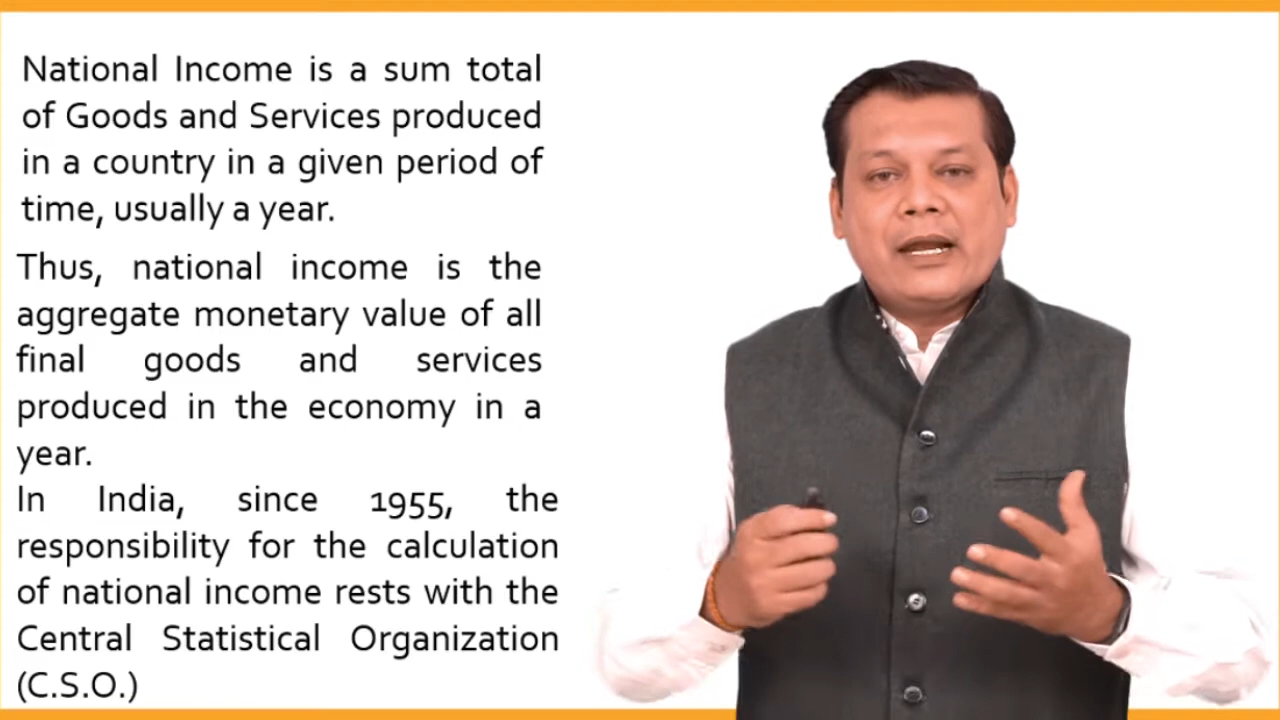 National Income is a sum total
of Goods and Services produced
in a country in a given period of
time, usually a year.
Thus, national income is the
aggregate monetary value of all
final goods and services
produced in the economy in a
year.
In India, since 1955, the
responsibility for the calculation
of national income rests with the
Central Statistical Organization
(C.S.O.)